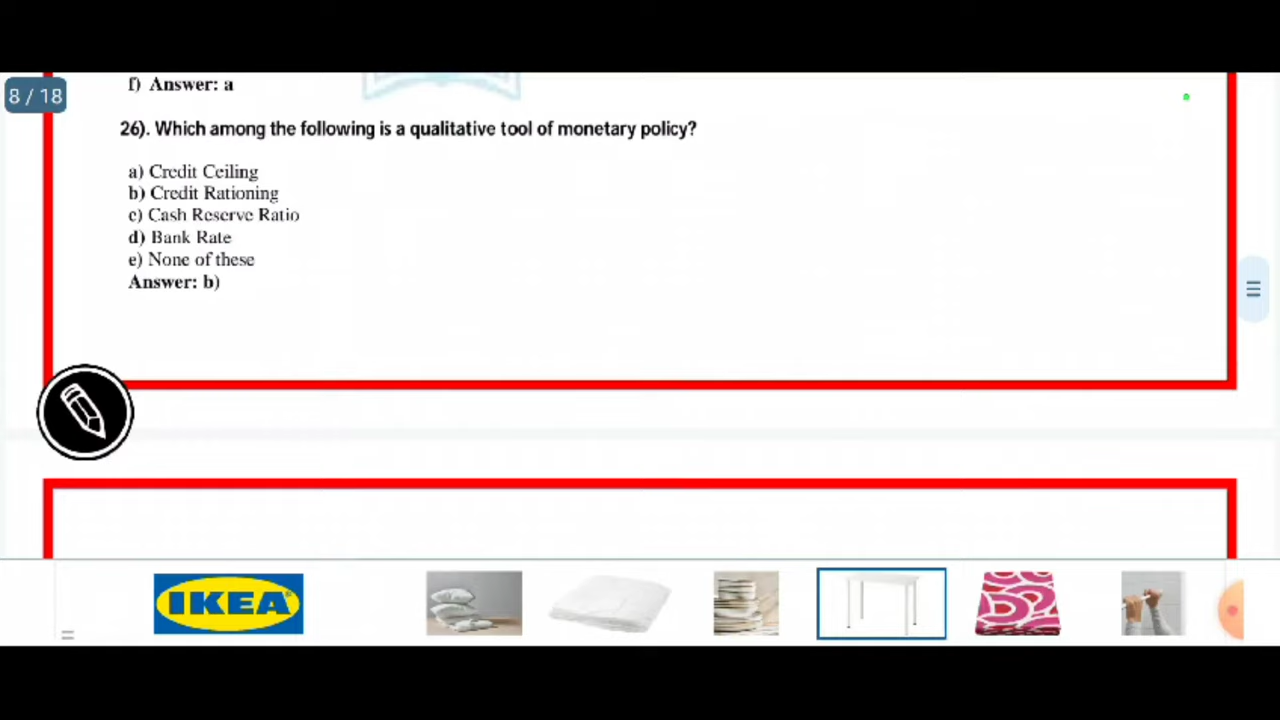 f) Answer: a
8 / 18
26). Which among the following is a qualitative tool of monetary policy?
a) Credit Ceiling
b) Credit Rationing
c) Cash Reserve Ratio
d) Bank Rate
e) None of these
Answer: b)
IKEA